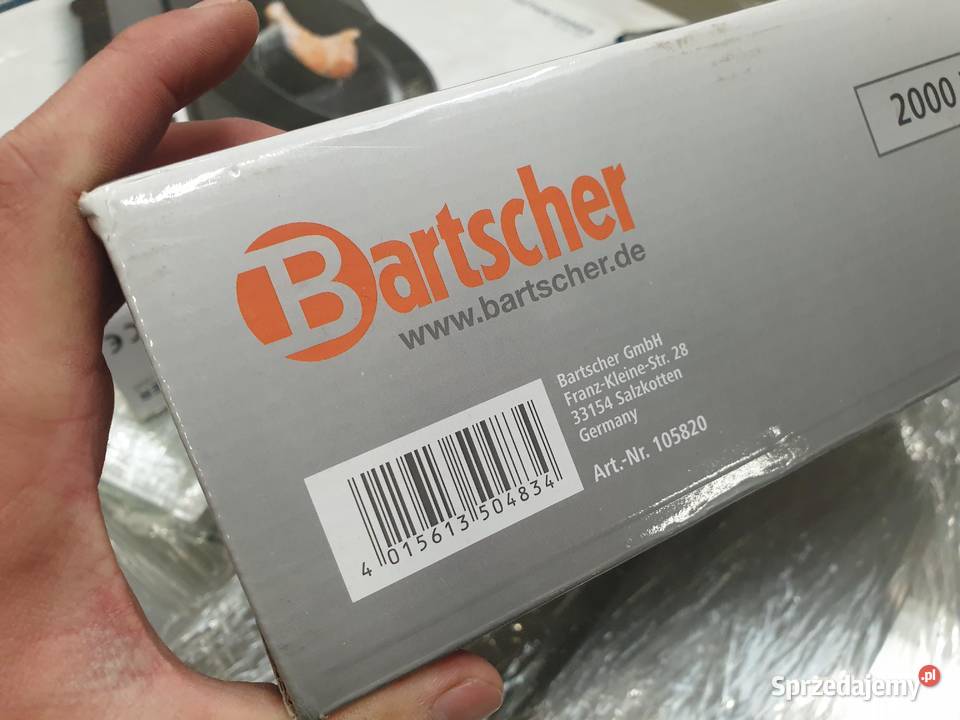 2000
Bartscher
www.bartscher.de
Bartscher GmbH
Franz-Kleine-Str. 28
33154 Salzkotten
Germany
Art.-Nr. 105820
4 015613 504834
CE
Sprzedajemy.pl